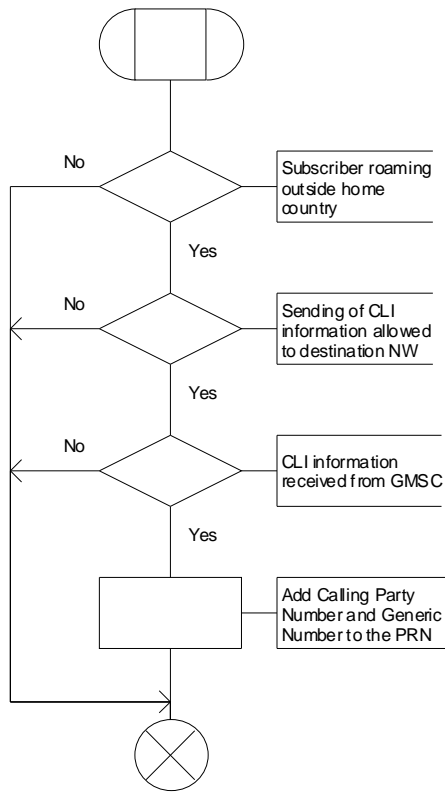 No
Subscriber roaming
outside home
country
Yes
No
Sending of CLI
information allowed
to destination NW
Yes
No
CLI information
received from GMSC
Yes
Add Calling Party
Number and Generic
Number to the PRN